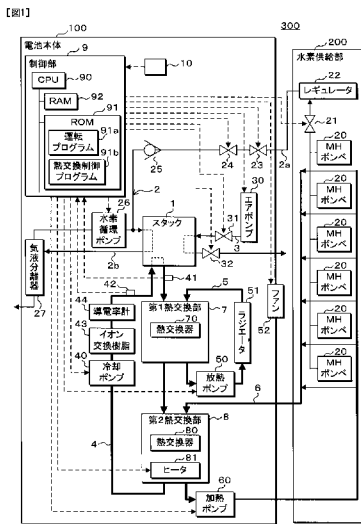 【図1】
300
100
電池本体
9
制御部
CPU
90
RAM
92
ROM
91
運転
プログラム
91a
熱交換制御
プログラム
91b
10
200
水素供給部
22
レギュレータ
21
20
MH
ボンベ
20
MH
ボンベ
20
MH
ボンベ
20
MH
ボンベ
20
MH
ボンベ
20
MH
ボンベ
25
24
23
2a
2
26
水素
循環
ポンプ
1
スタック
30
エアポンプ
31
3
32
2b
気液分離器
27
42
41
44
導電率計
43
イオン
交換樹脂
40
冷却
ポンプ
4
5
第1熱交換部
70
熱交換器
7
51
ラジエータ
ファン
52
50
放熱
ポンプ
6
第2熱交換部
8
80
熱交換器
81
ヒータ
60
加熱
ポンプ